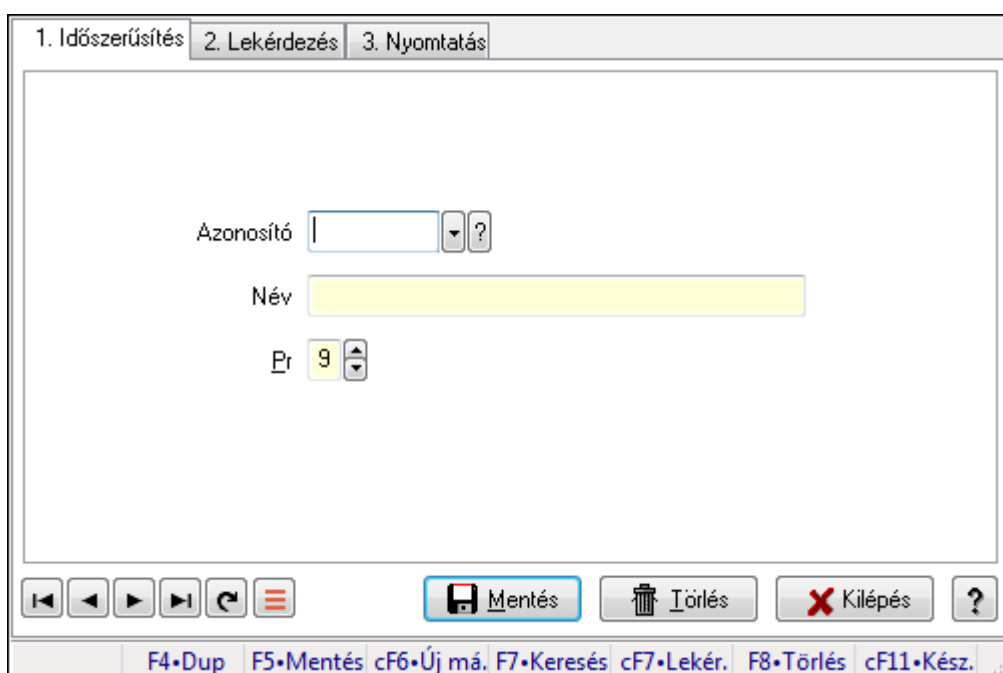 1. Időszerűsítés 2. Lekérdezés 3. Nyomtatás
Azonosító ?
Név
Pr 9
Mentés Törlés Kilépés ?
F4•Dup F5•Mentés cF6•Új má. F7•Keresés cF7•Lekér. F8•Törlés cF11•Kész.